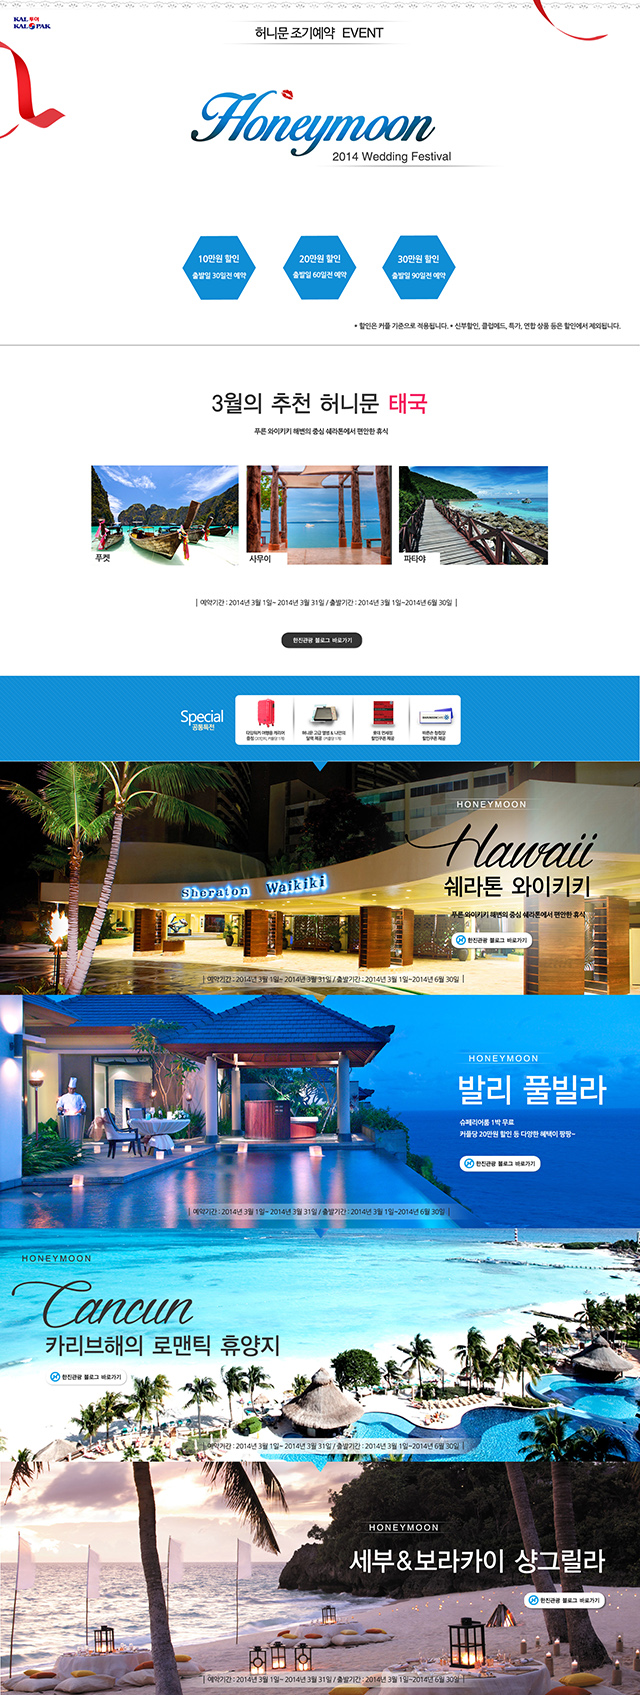 KAL 투어
KAL PAK
허니문 조기예약 EVENT
Honeymoon
2014 Wedding Festival
10만원 할인
출발일 30일전 예약
20만원 할인
출발일 60일전 예약
30만원 할인
출발일 90일전 예약
* 할인은 커플 기준으로 적용됩니다. * 신부할인, 클럽메드, 특가, 연합 상품 등은 할인에서 제외됩니다.
3월의 추천 허니문 태국
푸른 와이키키 해변의 중심 쉐라톤에서 편안한 휴식
푸켓
사무이
파타야
| 예약기간 : 2014년 3월 1일~ 2014년 3월 31일 / 출발기간 : 2014년 3월 1일~2014년 6월 30일 |
한진관광 블로그 바로가기
Special
공동특전
허니문 고급 앨범 & 나만의
롯데 면세점
할인쿠폰 제공
할인쿠폰 제공
HONEYMOON
Hawaii
쉐라톤 와이키키
푸른 와이키키 해변의 중심 쉐라톤에서 편안한 휴식
Sheraton Waikiki
한진관광 블로그 바로가기
| 예약기간 : 2014년 3월 1일~ 2014년 3월 31일 / 출발기간 : 2014년 3월 1일~2014년 6월 30일 |
HONEYMOON
발리 풀빌라
슈페리어룸 1박 무료
커플당 20만원 할인 등 다양한 혜택이 팡팡~
한진관광 블로그 바로가기
| 예약기간 : 2014년 3월 1일~ 2014년 3월 31일 / 출발기간 : 2014년 3월 1일~2014년 6월 30일 |
HONEYMOON
Cancun
카리브해의 로맨틱 휴양지
한진관광 블로그 바로가기
| 예약기간 : 2014년 3월 1일~ 2014년 3월 31일 / 출발기간 : 2014년 3월 1일~2014년 6월 30일 |
HONEYMOON
세부&보라카이 샹그릴라
한진관광 블로그 바로가기
| 예약기간 : 2014년 3월 1일~ 2014년 3월 31일 / 출발기간 : 2014년 3월 1일~2014년 6월 30일 |